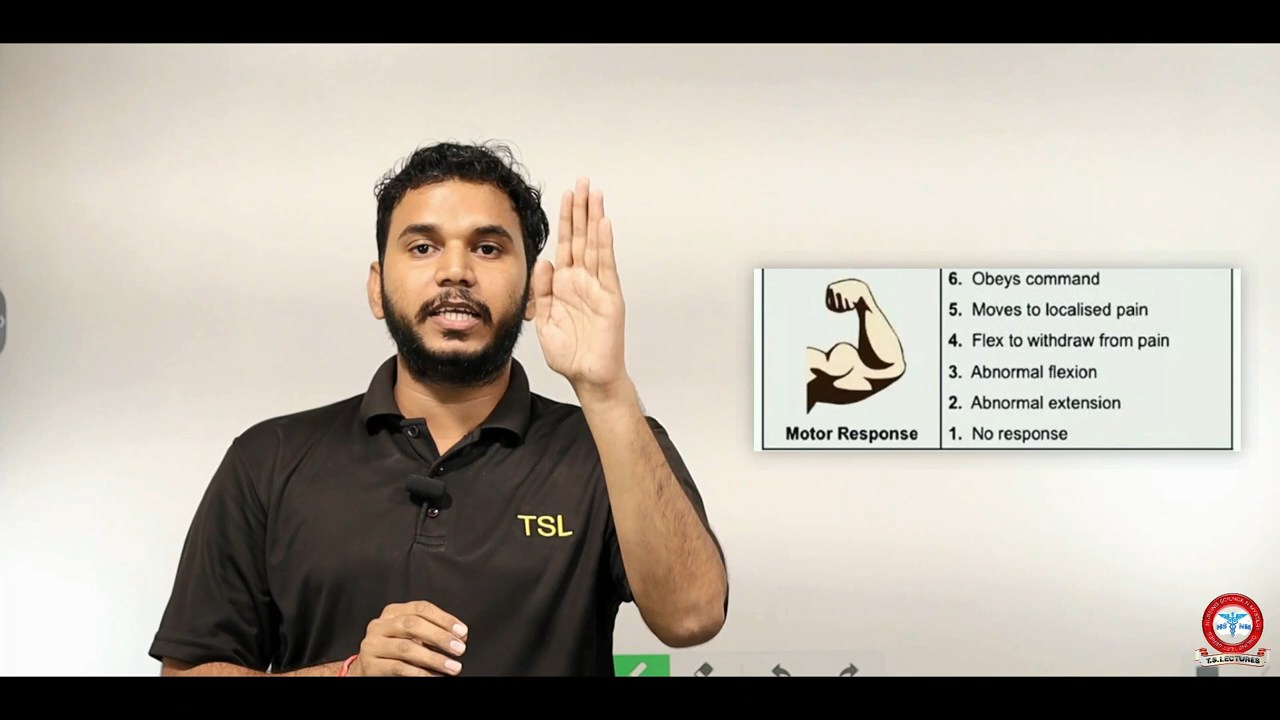 6. Obeys command
5. Moves to localised pain
4. Flex to withdraw from pain
3. Abnormal flexion
2. Abnormal extension
1. No response
Motor Response
TSL
T.S.LECTURES